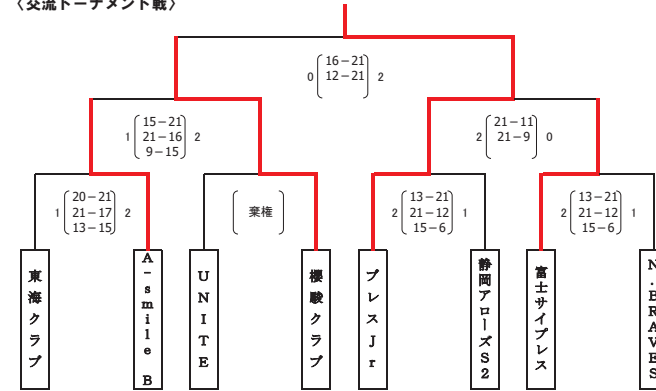 〈交流トーナメント戦〉
0 16－21 2
12－21
15－21
1 21－16 2
9－15
2 21－11 0
21－9
20－21
1 21－17 2
13－15
棄権
13－21
2 21－12 1
15－6
13－21
2 21－12 1
15－6
東海クラブ
A-smile B
UNITE
櫻駿クラブ
プレスJr
静岡アローズS2
富士サイプレス
N.BRAVES